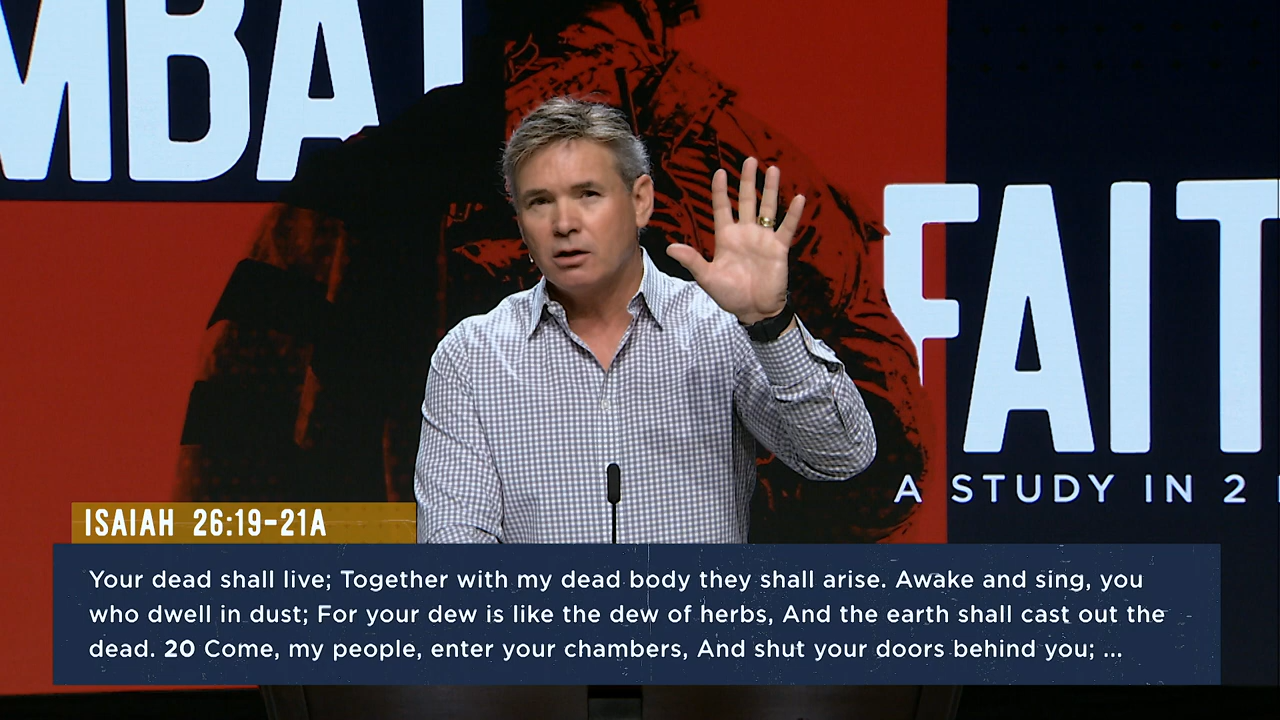 MBA
FAIT
A STUDY IN 2
ISAIAH 26:19-21A
Your dead shall live; Together with my dead body they shall arise. Awake and sing, you
who dwell in dust; For your dew is like the dew of herbs, And the earth shall cast out the
dead. 20 Come, my people, enter your chambers, And shut your doors behind you; ...